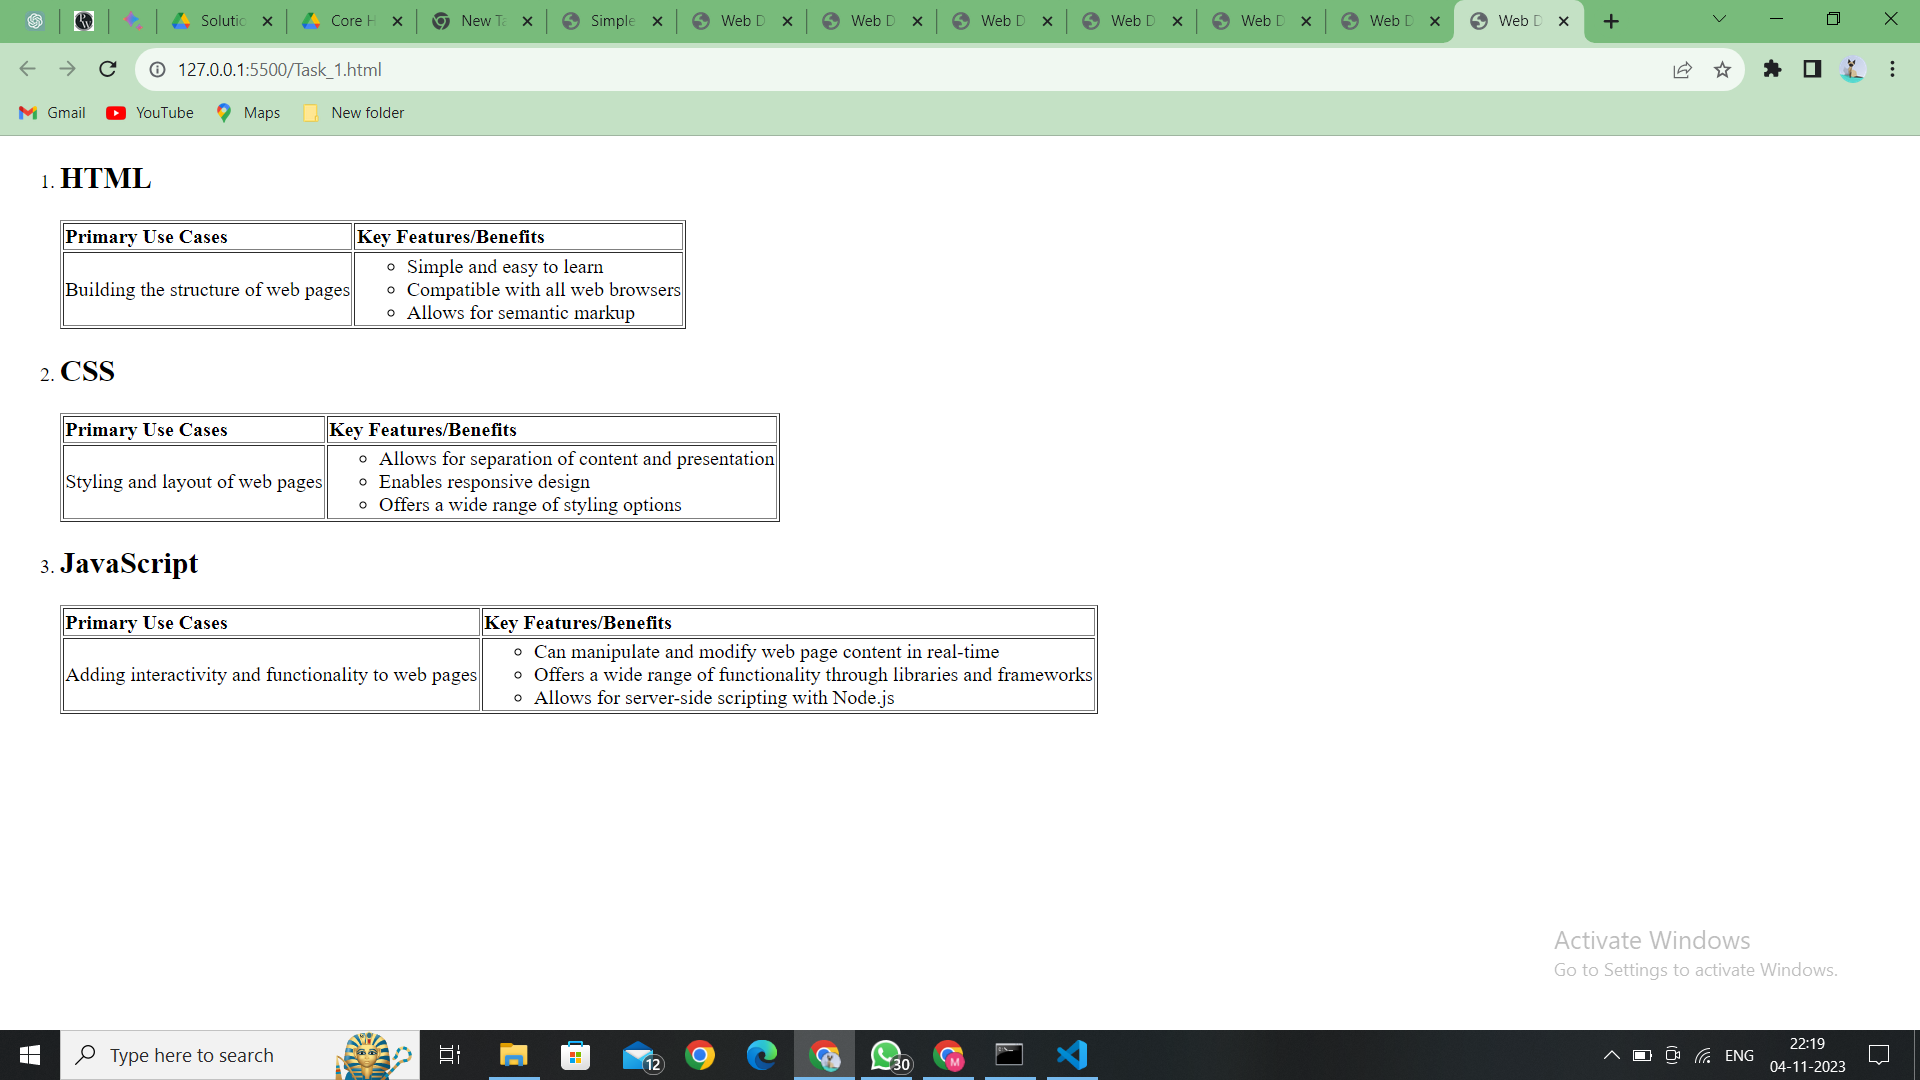 Solutio
Core H
New Ta
Simple
Web D
Web D
Web D
Web D
Web D
Web D
Web D
127.0.0.1:5500/Task_1.html
Gmail
YouTube
Maps
New folder
1. HTML
Primary Use Cases
Key Features/Benefits
Building the structure of web pages
Simple and easy to learn
Compatible with all web browsers
Allows for semantic markup
2. CSS
Primary Use Cases
Key Features/Benefits
Styling and layout of web pages
Allows for separation of content and presentation
Enables responsive design
Offers a wide range of styling options
3. JavaScript
Primary Use Cases
Key Features/Benefits
Adding interactivity and functionality to web pages
Can manipulate and modify web page content in real-time
Offers a wide range of functionality through libraries and frameworks
Allows for server-side scripting with Node.js
Activate Windows
Go to Settings to activate Windows.
Type here to search
12
30
M
ENG
22:19
04-11-2023